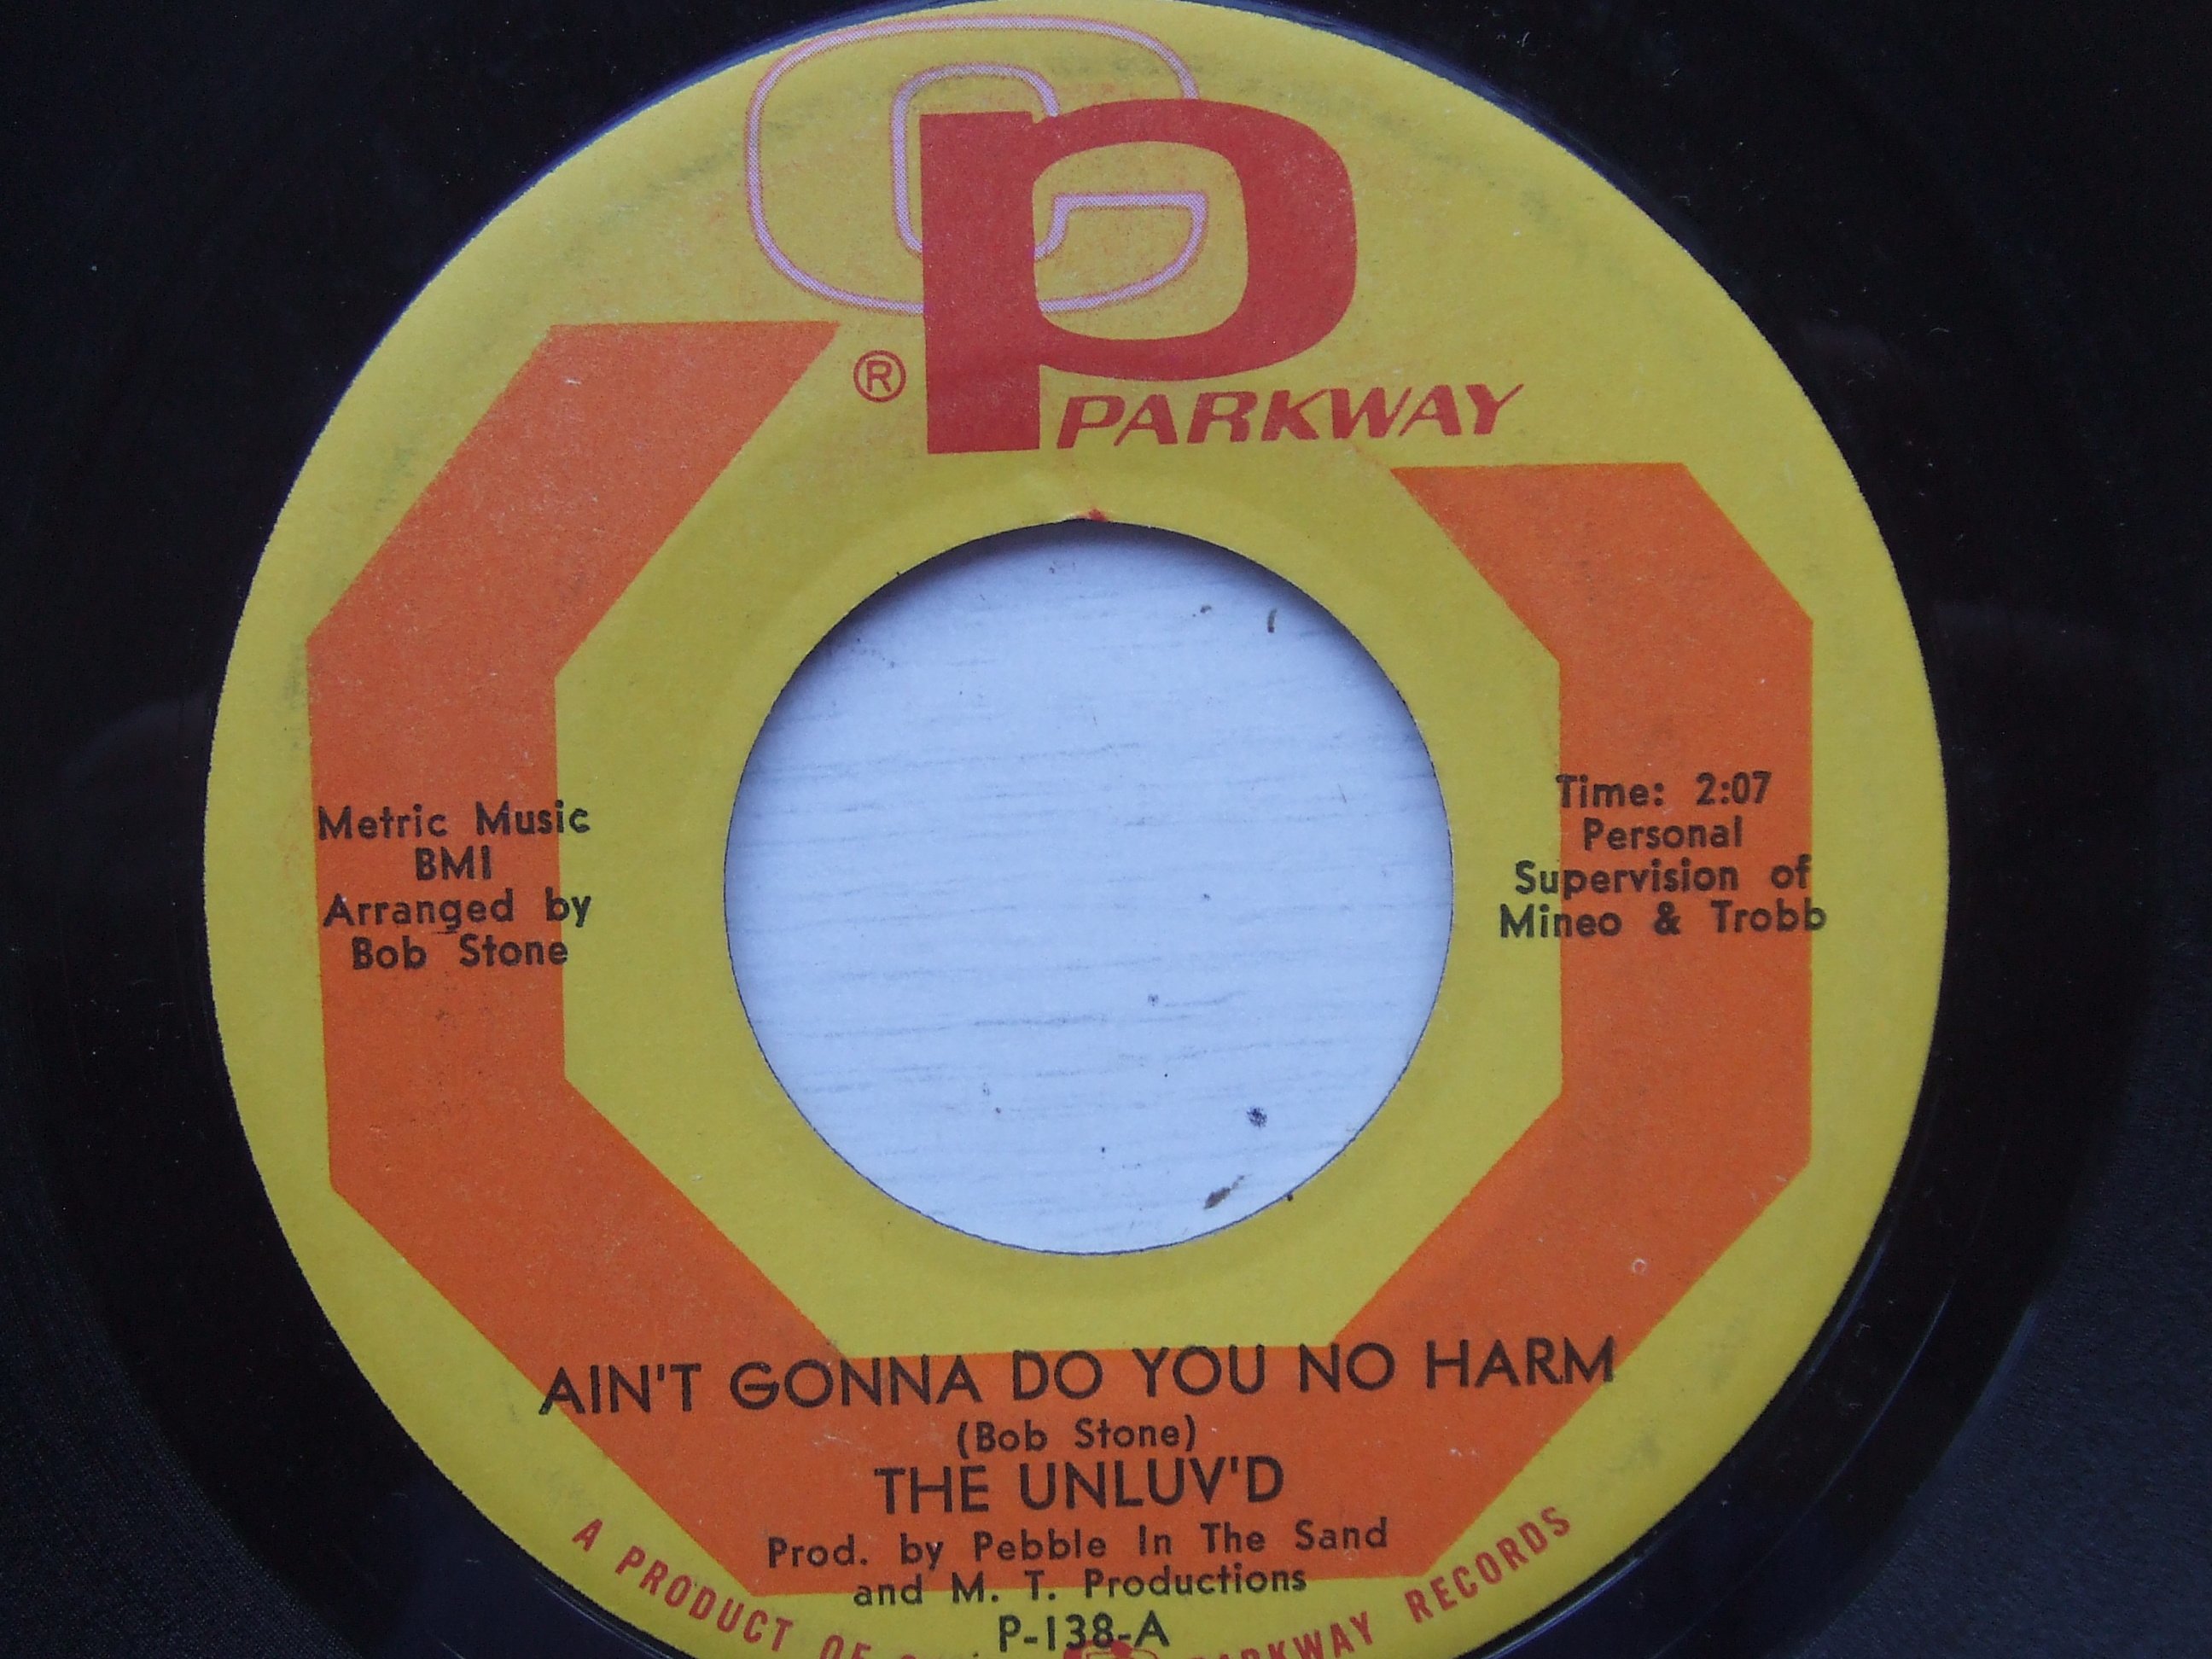 C
P
®
PARKWAY
Metric Music
BMI
Arranged by
Bob Stone
Time: 2:07
Personal
Supervision of
Mineo & Trobb
AIN'T GONNA DO YOU NO HARM
(Bob Stone)
THE UNLUV'D
Prod. by Pebble In The Sand
and M. T. Productions
P-138-A
A PRODUCT OF PARKWAY RECORDS